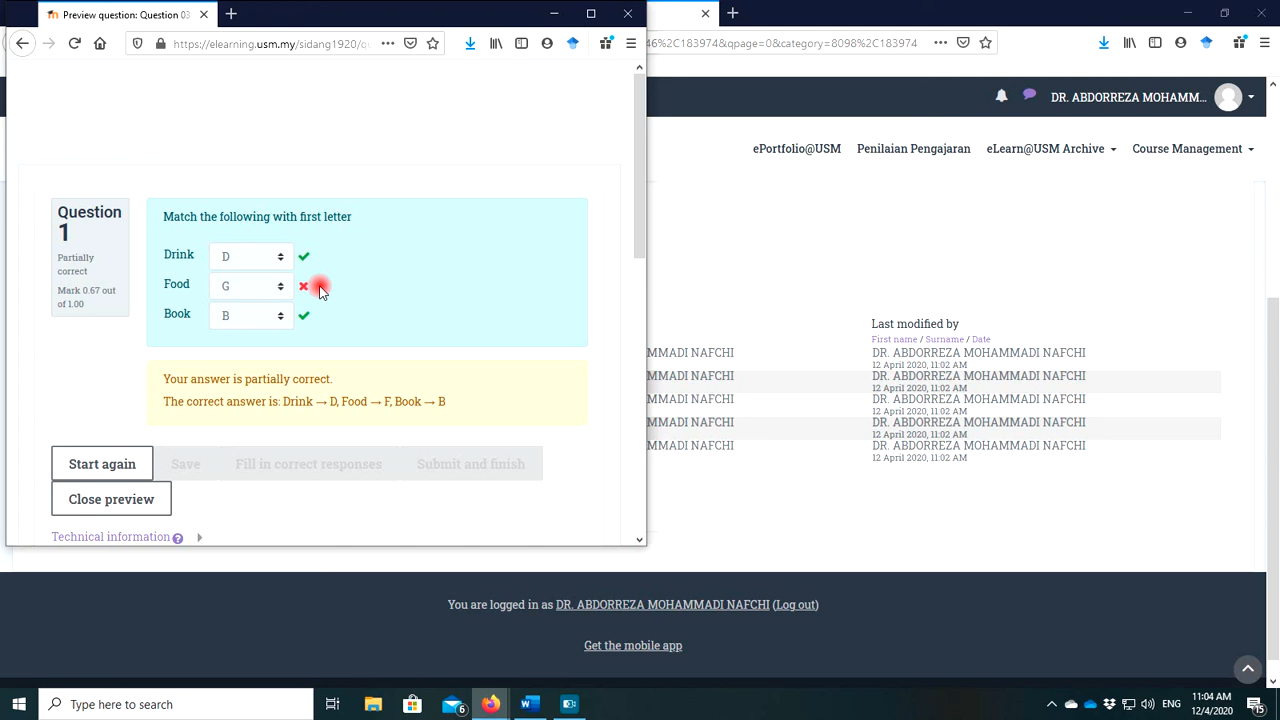 Preview question: Question 03
https://elearning.usm.my/sidang1920/qu
46%2C183974&qpage=0&category=8098%2C183974
DR. ABDORREZA MOHAMM...
ePortfolio@USM Penilaian Pengajaran eLearn@USM Archive Course Management
Question
1
Partially
correct
Mark 0.67 out
of 1.00
Match the following with first letter
Drink D
Food G
Book B
Your answer is partially correct.
The correct answer is: Drink → D, Food → F, Book → B
Start again Save Fill in correct responses Submit and finish
Close preview
Technical information
Last modified by
First name / Surname / Date
MMADI NAFCHI DR. ABDORREZA MOHAMMADI NAFCHI
12 April 2020, 11:02 AM
MMADI NAFCHI DR. ABDORREZA MOHAMMADI NAFCHI
12 April 2020, 11:02 AM
MMADI NAFCHI DR. ABDORREZA MOHAMMADI NAFCHI
12 April 2020, 11:02 AM
MMADI NAFCHI DR. ABDORREZA MOHAMMADI NAFCHI
12 April 2020, 11:02 AM
MMADI NAFCHI DR. ABDORREZA MOHAMMADI NAFCHI
12 April 2020, 11:02 AM
You are logged in as DR. ABDORREZA MOHAMMADI NAFCHI (Log out)
Get the mobile app
Type here to search
6
ENG
11:04 AM
12/4/2020
15